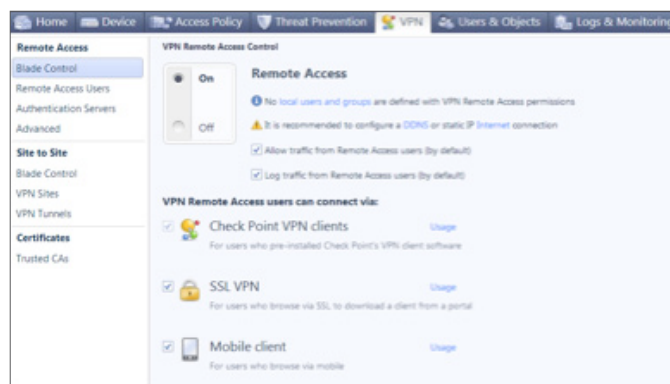 Home Device Access Policy Threat Prevention VPN Users & Objects Logs & Monitoring
Remote Access
Blade Control
Remote Access Users
Authentication Servers
Advanced
Site to Site
Blade Control
VPN Sites
VPN Tunnels
Certificates
Trusted CAs
VPN Remote Access Control
On
Off
Remote Access
No local users and groups are defined with VPN Remote Access permissions
It is recommended to configure a DDNS or static IP Internet connection
Allow traffic from Remote Access users (by default)
Log traffic from Remote Access users (by default)
VPN Remote Access users can connect via:
Check Point VPN clients Usage
For users who pre-installed Check Point's VPN client software
SSL VPN Usage
For users who browse via SSL to download a client from a portal
Mobile client Usage
For users who browse via mobile